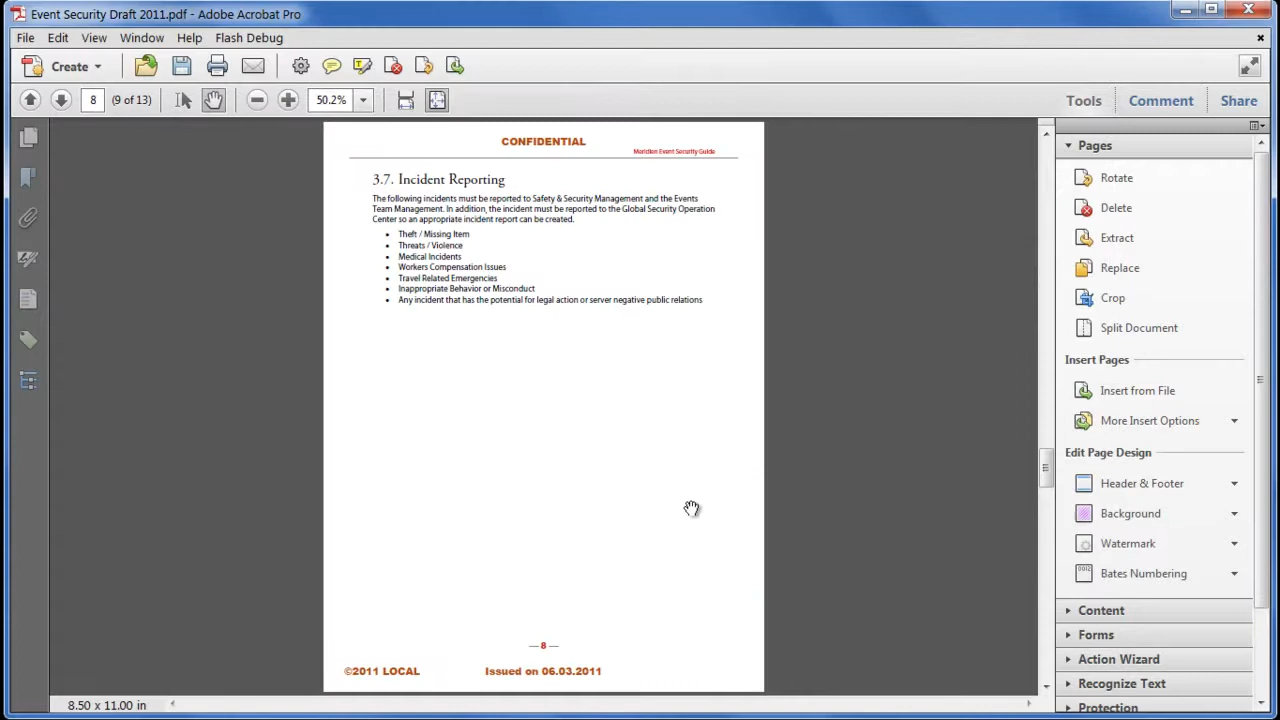 Event Security Draft 2011.pdf - Adobe Acrobat Pro
File Edit View Window Help Flash Debug
Create
8 (9 of 13) 50.2% Tools Comment Share
CONFIDENTIAL
Meridien Event Security Guide
3.7. Incident Reporting
The following incidents must be reported to Safety & Security Management and the Events
Team Management. In addition, the incident must be reported to the Global Security Operation
Center so an appropriate incident report can be created.
• Theft / Missing Item
• Threats / Violence
• Medical Incidents
• Workers Compensation Issues
• Travel Related Emergencies
• Inappropriate Behavior or Misconduct
• Any incident that has the potential for legal action or server negative public relations
— 8 —
©2011 LOCAL Issued on 06.03.2011
8.50 x 11.00 in
Pages
Rotate
Delete
Extract
Replace
Crop
Split Document
Insert Pages
Insert from File
More Insert Options
Edit Page Design
Header & Footer
Background
Watermark
Bates Numbering
Content
Forms
Action Wizard
Recognize Text
Protection